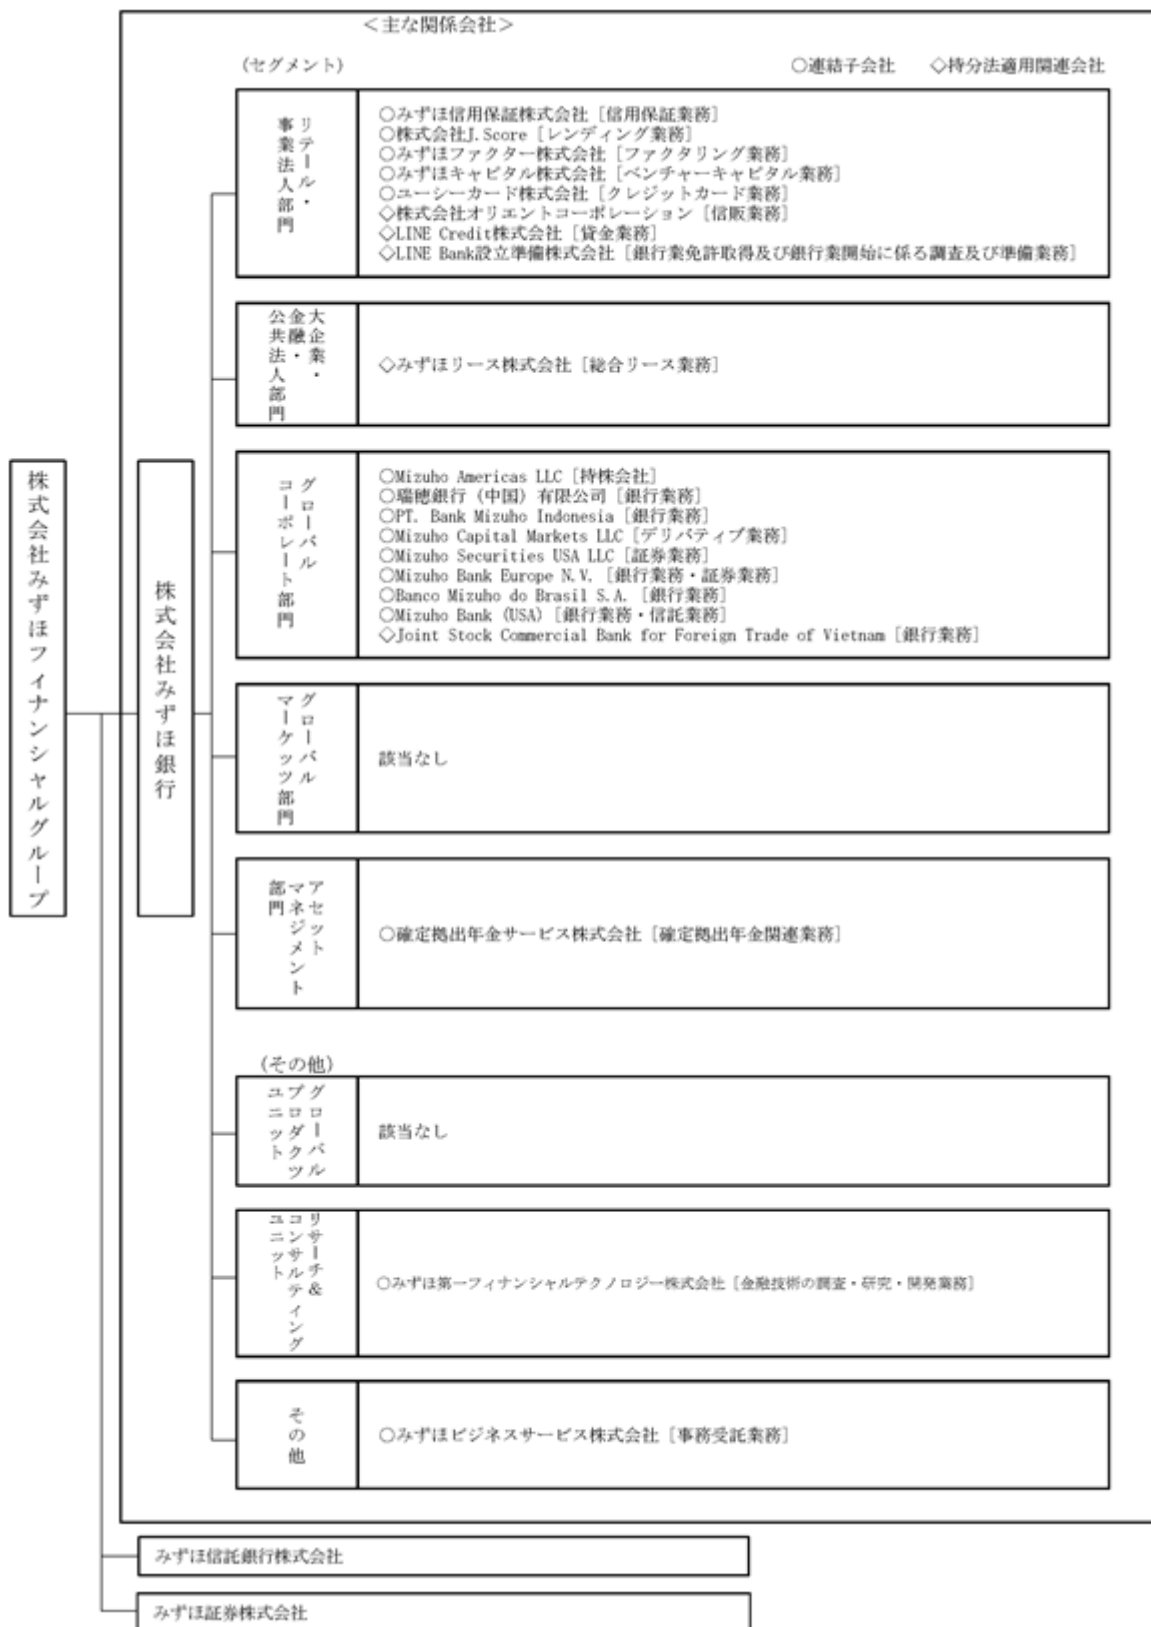 ＜主な関係会社＞
(セグメント)
○連結子会社 ◇持分法適用関連会社
リテール・
事業法人部門
○みずほ信用保証株式会社［信用保証業務］
○株式会社J.Score［レンディング業務］
○みずほファクター株式会社［ファクタリング業務］
○みずほキャピタル株式会社［ベンチャーキャピタル業務］
○ユーシーカード株式会社［クレジットカード業務］
◇株式会社オリエントコーポレーション［信販業務］
◇LINE Credit株式会社［貸金業務］
◇LINE Bank設立準備株式会社［銀行業免許取得及び銀行業開始に係る調査及び準備業務］
大企業・
金融・
公共法人部門
◇みずほリース株式会社［総合リース業務］
グローバル
コーポレート部門
○Mizuho Americas LLC［持株会社］
○瑞穂銀行（中国）有限公司［銀行業務］
○PT. Bank Mizuho Indonesia［銀行業務］
○Mizuho Capital Markets LLC［デリバティブ業務］
○Mizuho Securities USA LLC［証券業務］
○Mizuho Bank Europe N.V.［銀行業務・証券業務］
○Banco Mizuho do Brasil S.A.［銀行業務］
○Mizuho Bank (USA)［銀行業務・信託業務］
◇Joint Stock Commercial Bank for Foreign Trade of Vietnam［銀行業務］
株式会社みずほフィナンシャルグループ
株式会社みずほ銀行
グローバル
マーケッツ部門
該当なし
アセット
マネジメント
部門
○確定拠出年金サービス株式会社［確定拠出年金関連業務］
(その他)
グローバル
プロダクツ
ユニット
該当なし
リサーチ＆
コンサルティング
ユニット
○みずほ第一フィナンシャルテクノロジー株式会社［金融技術の調査・研究・開発業務］
その他
○みずほビジネスサービス株式会社［事務受託業務］
みずほ信託銀行株式会社
みずほ証券株式会社